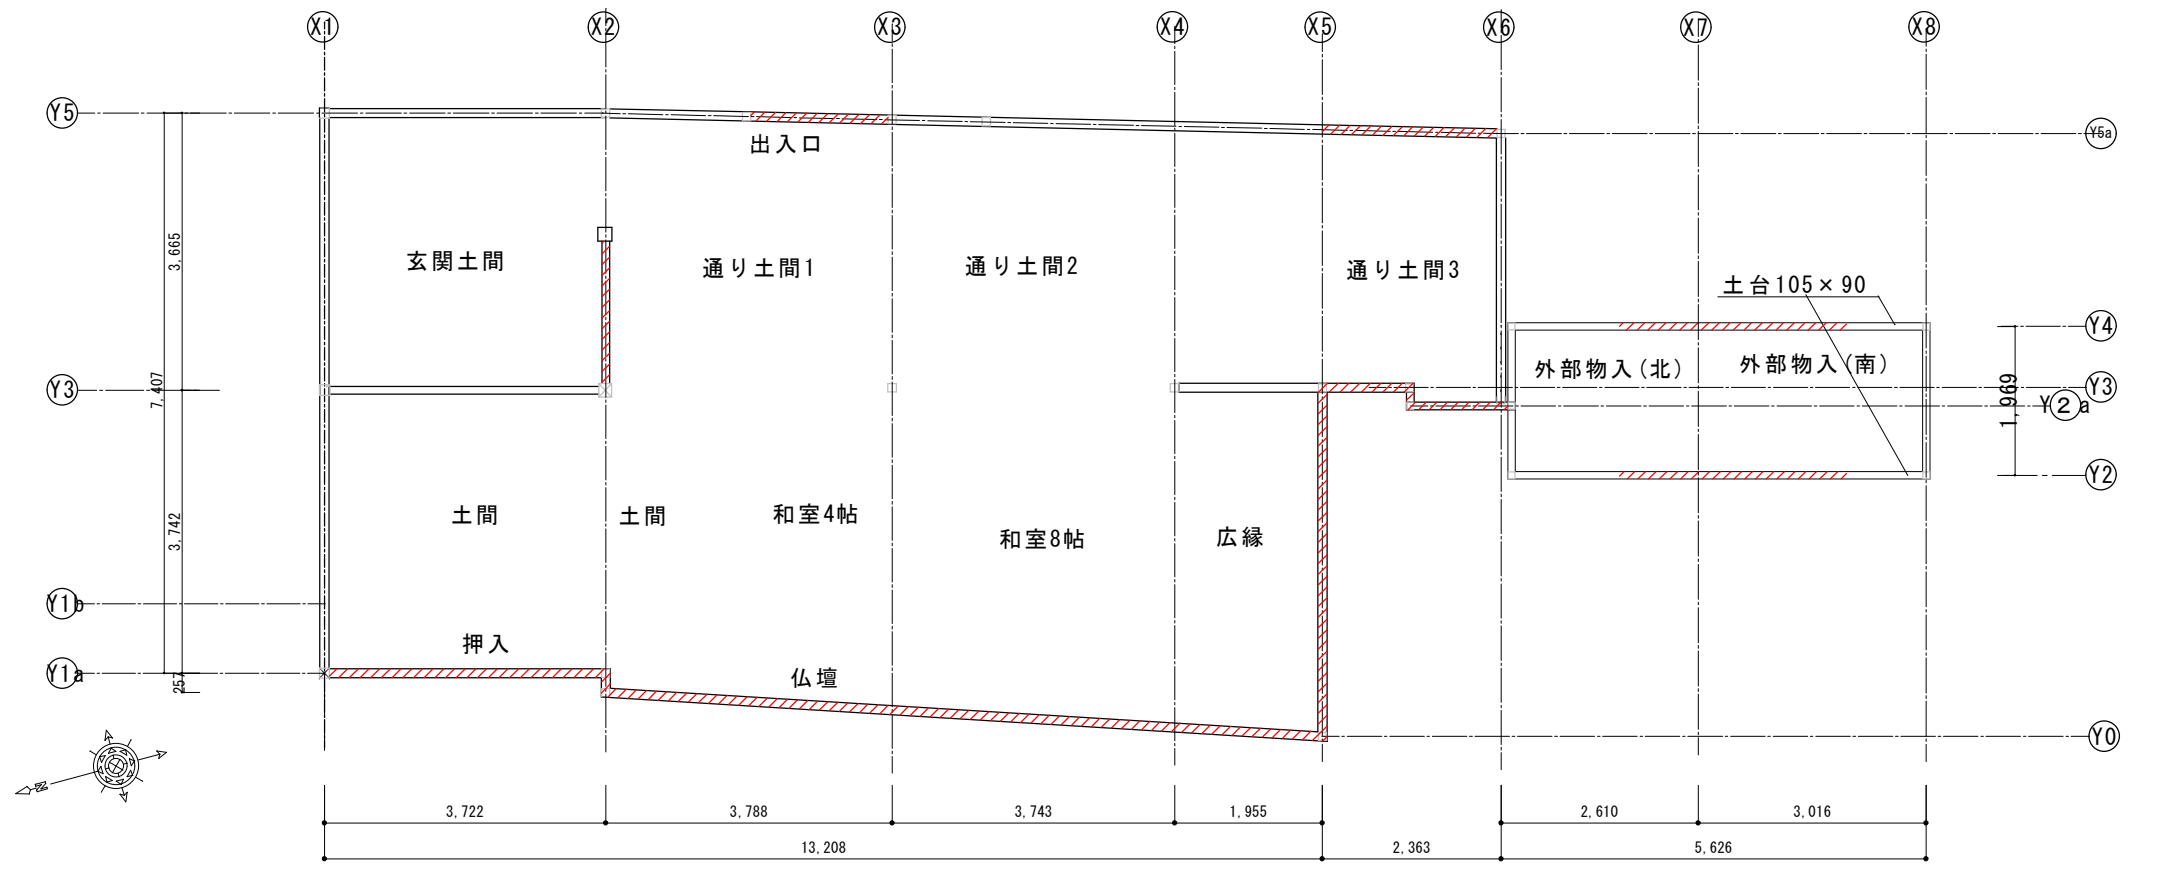 X1 X2 X3 X4 X5 X6 X7 X8
Y5
Y5a
出入口
3,665
玄関土間
通り土間1
通り土間2
通り土間3
土台105×90
Y4
外部物入(北)
外部物入(南)
Y3
7,407
Y3
1,969
Y2a
Y2
3,742
土間
土間
和室4帖
和室8帖
広縁
Y1b
押入
Y1a
257
仏壇
Y0
N
3,722
3,788
3,743
1,955
2,610
3,016
13,208
2,363
5,626